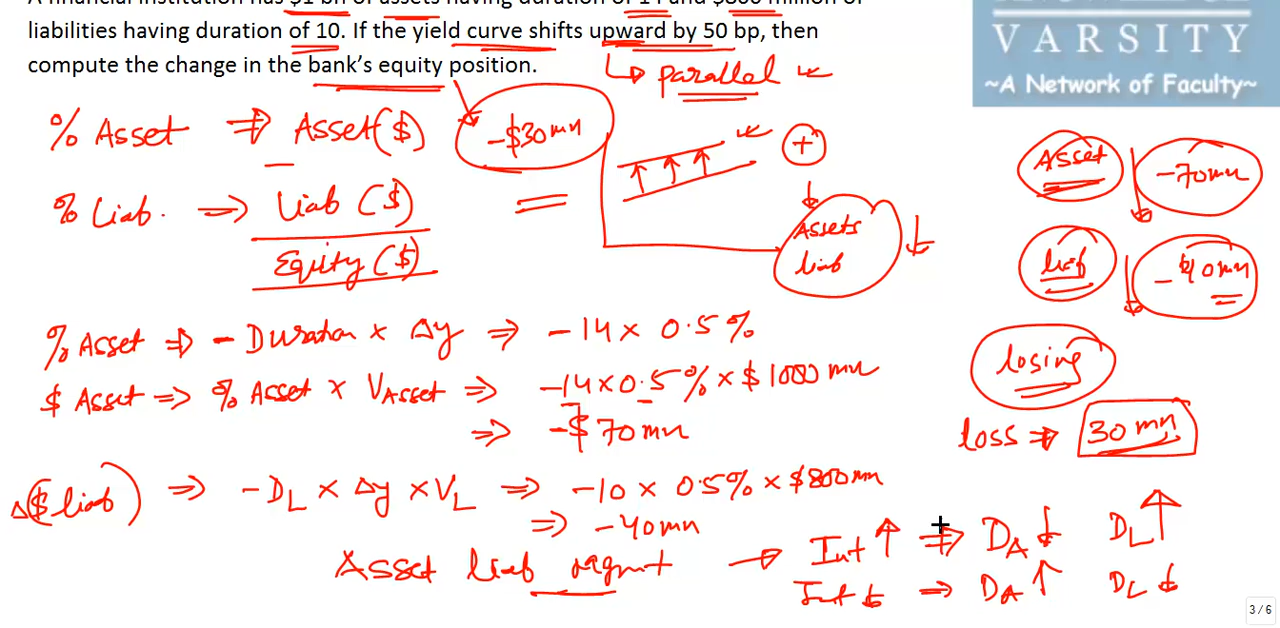 liabilities having duration of 10. If the yield curve shifts upward by 50 bp, then
compute the change in the bank's equity position.
VARSITY
~A Network of Faculty~
↳ parallel
% Asset ⇒ Asset($)
-$30mn
+
% Liab. ⇒ Liab ($)
=
Equity ($)
Assets ↓
liab
Asset ↓ -70mn
liab ↓ -40mn
losing
loss ⇒ 30 mn
% Asset ⇒ - Duration × Δy ⇒ -14 × 0.5%
$ Asset ⇒ % Asset × VAsset ⇒ -14×0.5% × $1000 mn
⇒ -$70mn
Δ($ liab) ⇒ -DL × Δy × VL ⇒ -10 × 0.5% × $800mn
⇒ -40mn
Asset liab mgmt → Int ↑ ⇒ DA ↓ DL ↑
Int ↓ ⇒ DA ↑ DL ↓
3 / 6